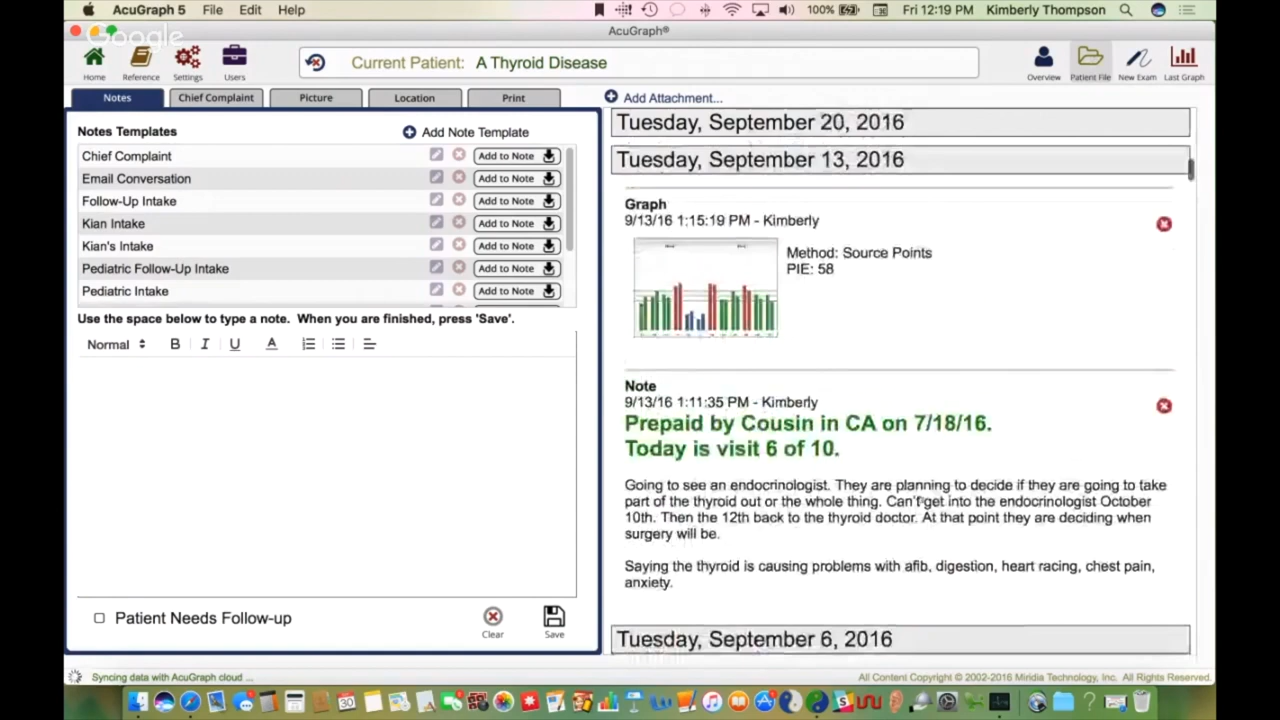 AcuGraph 5 File Edit Help 100% Fri 12:19 PM Kimberly Thompson
AcuGraph®
Google
Home Reference Settings Users
Current Patient: A Thyroid Disease
Overview Patient File New Exam Last Graph
Notes Chief Complaint Picture Location Print
Notes Templates Add Note Template
Chief Complaint Add to Note
Email Conversation Add to Note
Follow-Up Intake Add to Note
Kian Intake Add to Note
Kian's Intake Add to Note
Pediatric Follow-Up Intake Add to Note
Pediatric Intake Add to Note
Use the space below to type a note. When you are finished, press 'Save'.
Normal B I U A
Patient Needs Follow-up
Clear Save
Add Attachment...
Tuesday, September 20, 2016
Tuesday, September 13, 2016
Graph
9/13/16 1:15:19 PM - Kimberly
Method: Source Points
PIE: 58
Note
9/13/16 1:11:35 PM - Kimberly
Prepaid by Cousin in CA on 7/18/16.
Today is visit 6 of 10.
Going to see an endocrinologist. They are planning to decide if they are going to take
part of the thyroid out or the whole thing. Can't get into the endocrinologist October
10th. Then the 12th back to the thyroid doctor. At that point they are deciding when
surgery will be.
Saying the thyroid is causing problems with afib, digestion, heart racing, chest pain,
anxiety.
Tuesday, September 6, 2016
Syncing data with AcuGraph cloud ...
All Content Copyright © 2002-2016 Miridia Technology, Inc. All Rights Reserved.
30